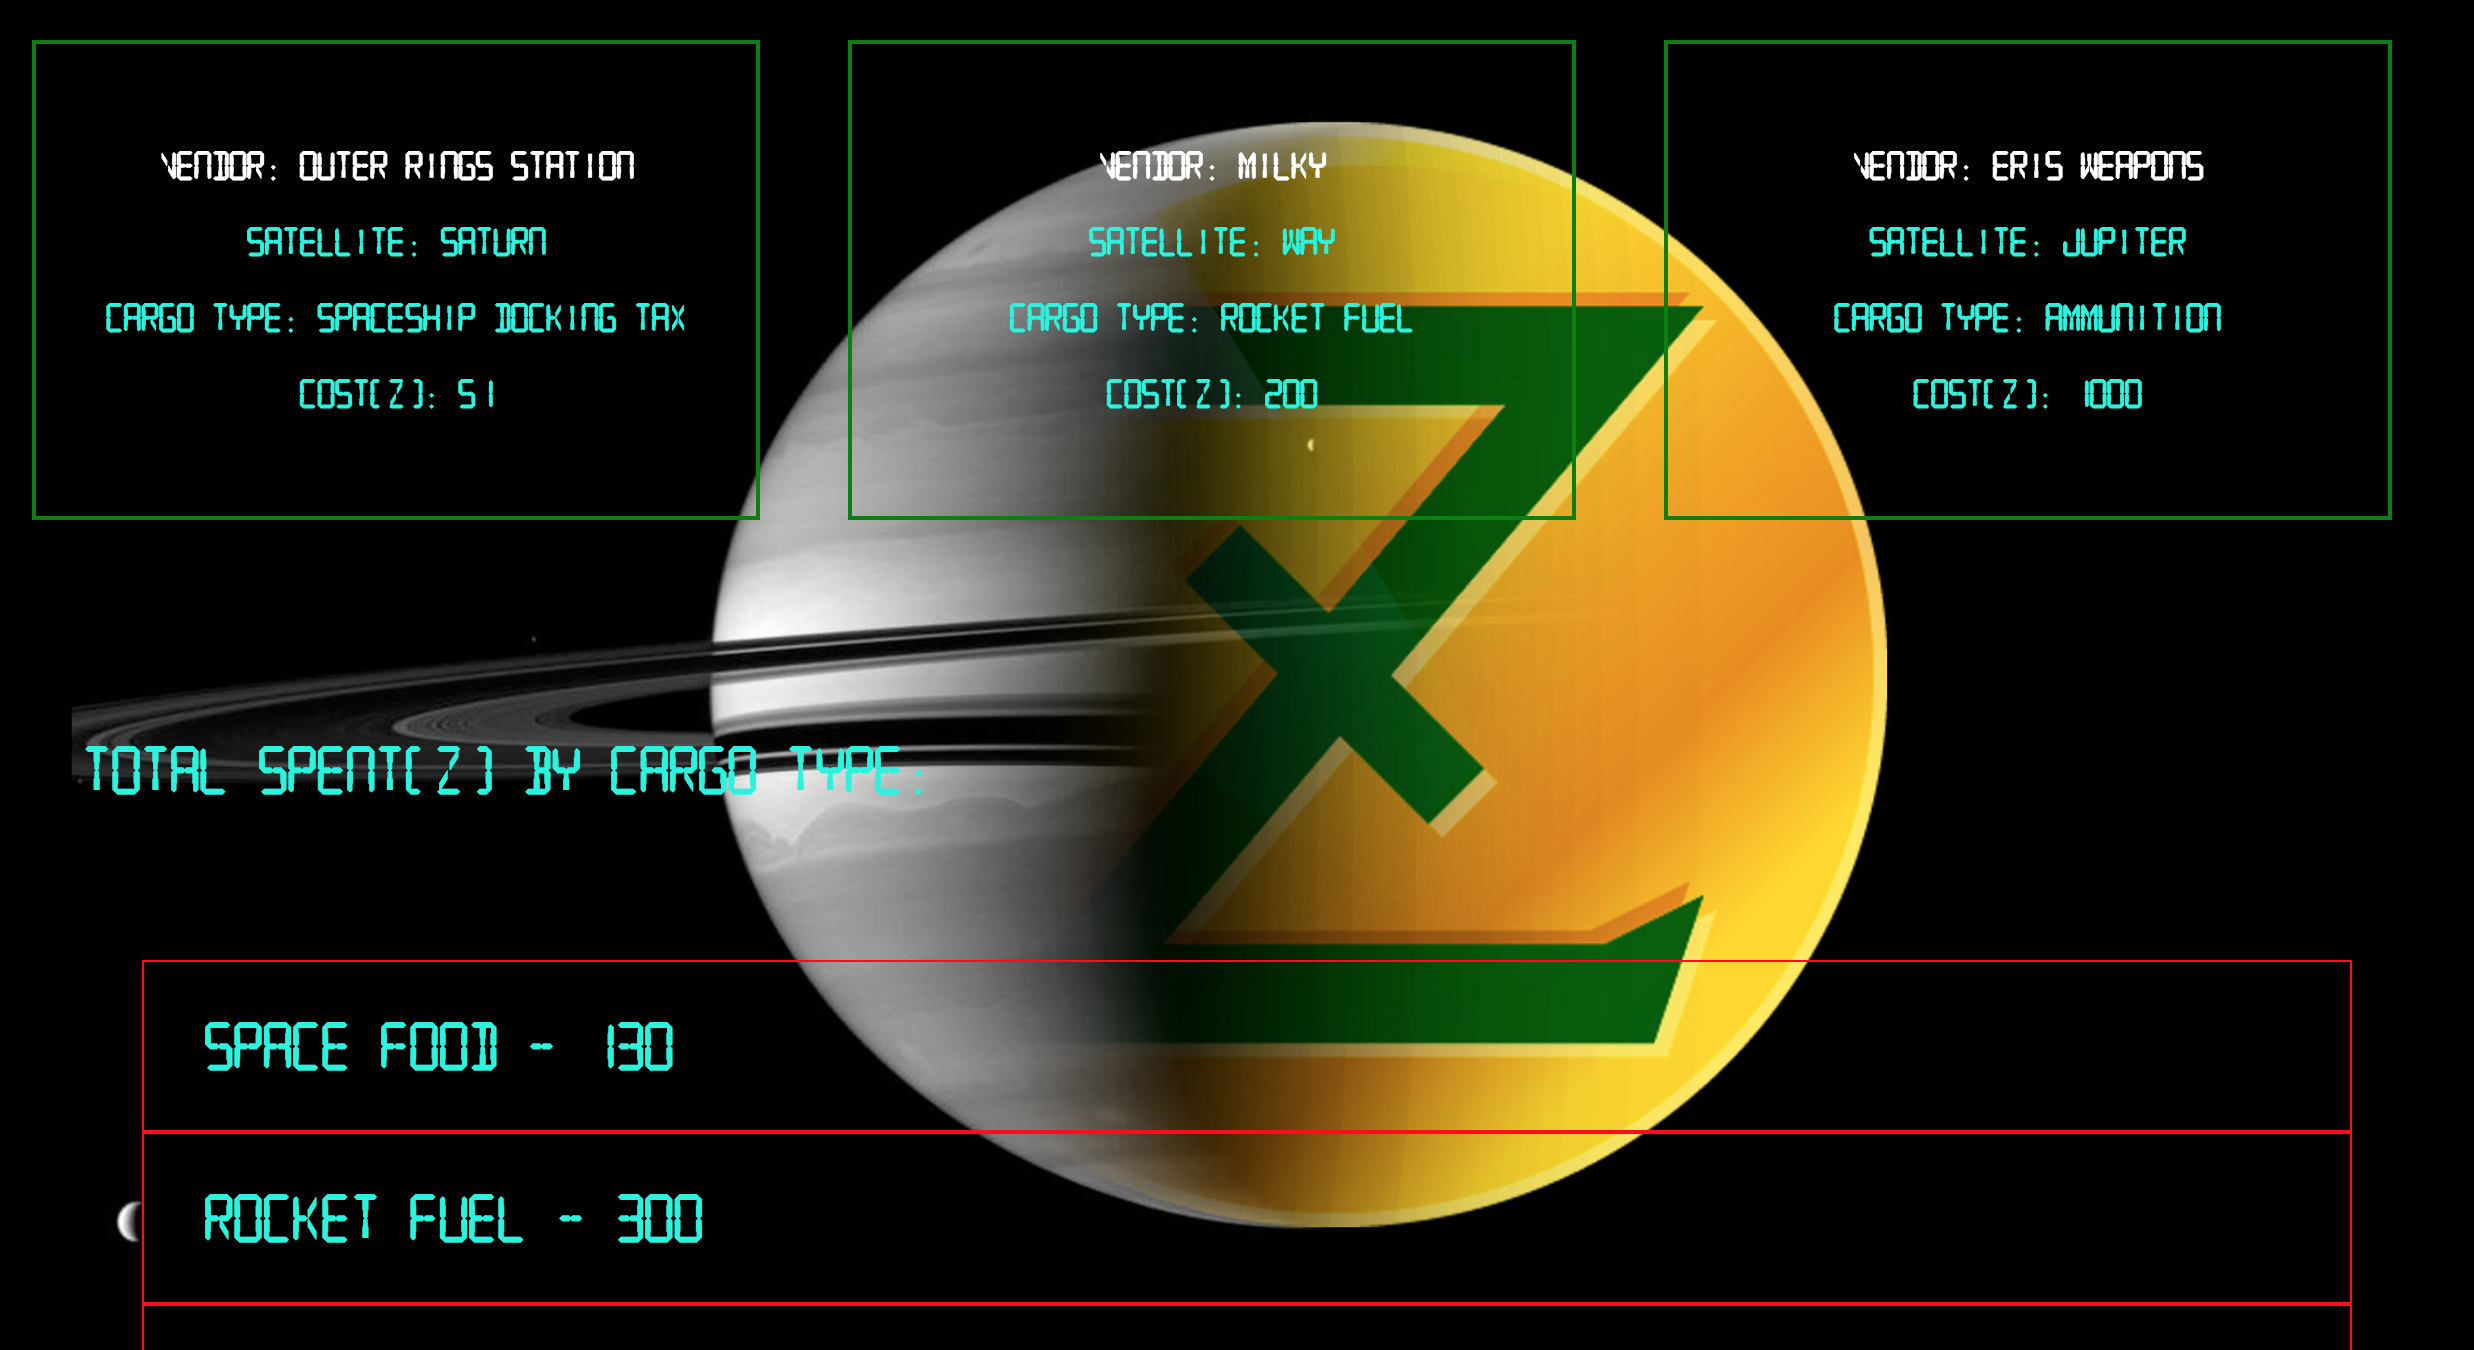 VENDOR: OUTER RINGS STATION
SATELLITE: SATURN
CARGO TYPE: SPACESHIP DOCKING TAX
COST(Z): 51
VENDOR: MILKY
SATELLITE: WAY
CARGO TYPE: ROCKET FUEL
COST(Z): 200
VENDOR: ERIS WEAPONS
SATELLITE: JUPITER
CARGO TYPE: AMMUNITION
COST(Z): 1000
TOTAL SPENT(Z) BY CARGO TYPE:
SPACE FOOD - 130
ROCKET FUEL - 300